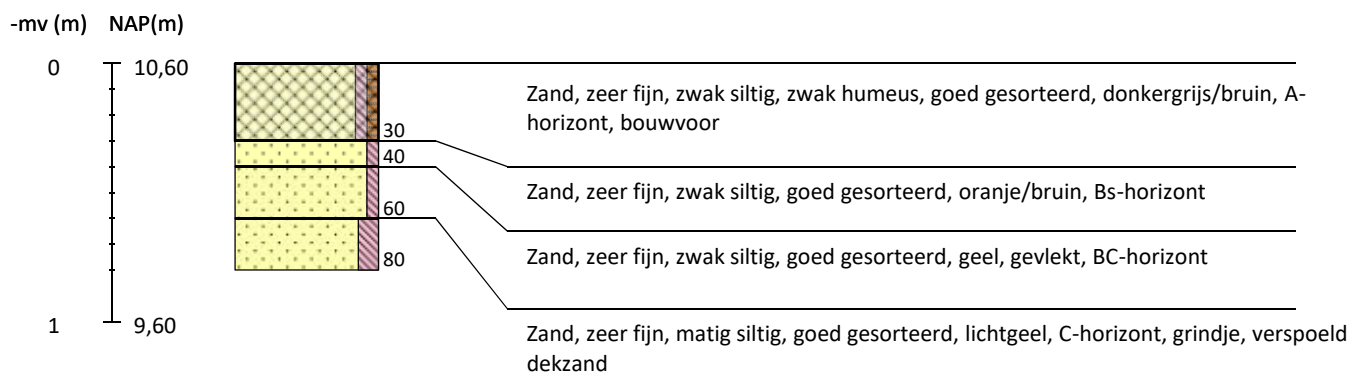 -mv (m) NAP(m)
0 10,60
Zand, zeer fijn, zwak siltig, zwak humeus, goed gesorteerd, donkergrijs/bruin, A-
horizont, bouwvoor
30
40
Zand, zeer fijn, zwak siltig, goed gesorteerd, oranje/bruin, Bs-horizont
60
Zand, zeer fijn, zwak siltig, goed gesorteerd, geel, gevlekt, BC-horizont
80
1 9,60
Zand, zeer fijn, matig siltig, goed gesorteerd, lichtgeel, C-horizont, grindje, verspoeld
dekzand